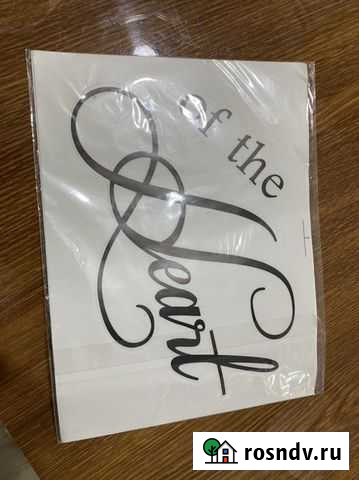 of the
Heart
rosndv.ru